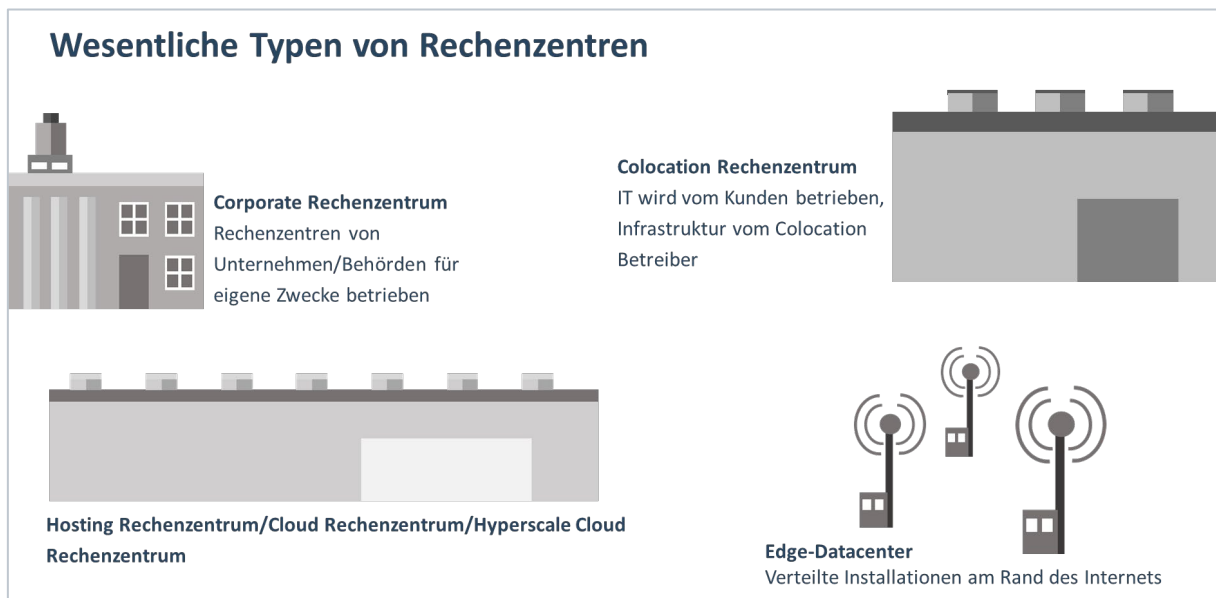 Wesentliche Typen von Rechenzentren
Corporate Rechenzentrum
Rechenzentren von
Unternehmen/Behörden für
eigene Zwecke betrieben
Colocation Rechenzentrum
IT wird vom Kunden betrieben,
Infrastruktur vom Colocation
Betreiber
Hosting Rechenzentrum/Cloud Rechenzentrum/Hyperscale Cloud
Rechenzentrum
Edge-Datacenter
Verteilte Installationen am Rand des Internets